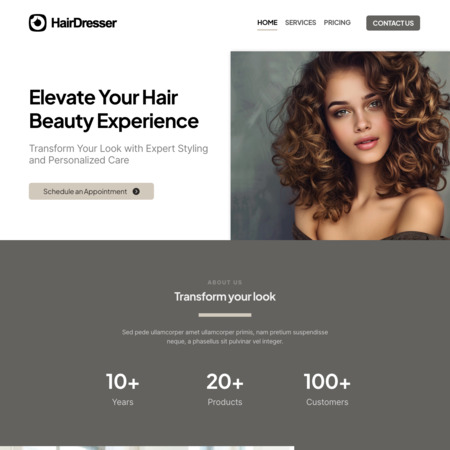 HairDresser
HOME SERVICES PRICING CONTACT US
Elevate Your Hair
Beauty Experience
Transform Your Look with Expert Styling
and Personalized Care
Schedule an Appointment
ABOUT US
Transform your look
Sed pede ullamcorper amet ullamcorper primis, nam pretium suspendisse
neque, a phasellus sit pulvinar vel integer.
10+ 20+ 100+
Years Products Customers